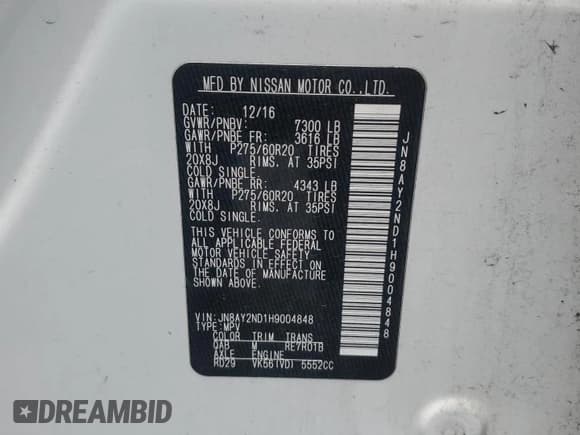 MFD BY NISSAN MOTOR CO.,LTD.
DATE: 12/16
GVWR/PNBV: 7300 LB
GAWR/PNBE FR: 3616 LB
WITH P275/60R20 TIRES
20X8J RIMS. AT 35PSI
COLD SINGLE.
GAWR/PNBE RR: 4343 LB
WITH P275/60R20 TIRES
20X8J RIMS. AT 35PSI
COLD SINGLE.
THIS VEHICLE CONFORMS TO
ALL APPLICABLE FEDERAL
MOTOR VEHICLE SAFETY
STANDARDS IN EFFECT ON
THE DATE OF MANUFACTURE
SHOWN ABOVE.
VIN: JN8AY2ND1H9004848
TYPE: MPV
COLOR TRIM TRANS
QAB M RE7R01B
AXLE ENGINE
RD29 VK56(VD) 5552CC
JN8AY2ND1H9004848
DREAMBID